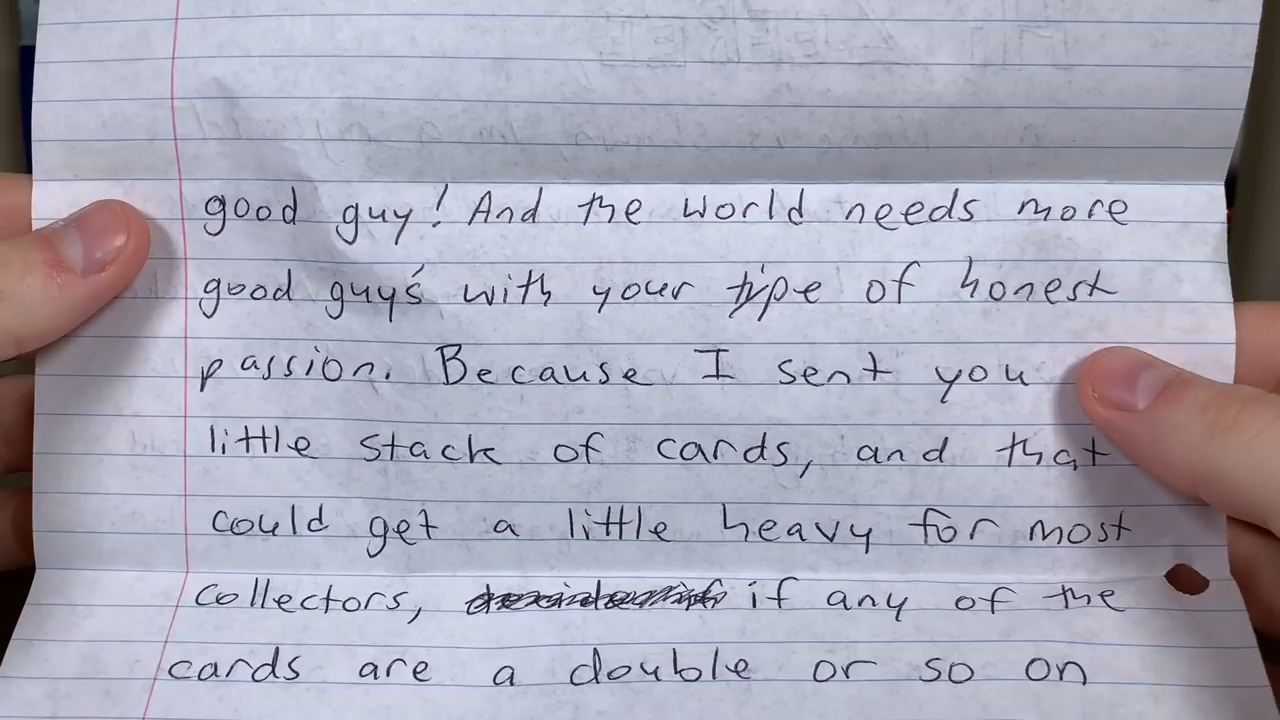 good guy! And the world needs more
good guy's with your type of honest
passion. Because I sent you
little stack of cards, and that
could get a little heavy for most
collectors, if any of the
cards are a double or so on